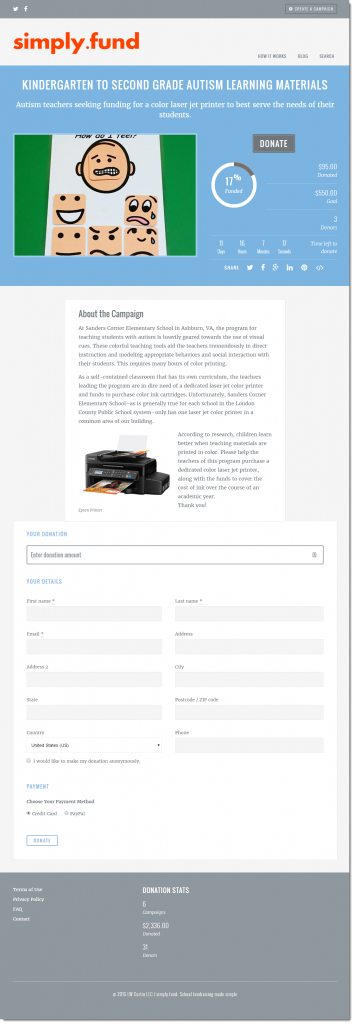 CREATE A CAMPAIGN
simply.fund
HOW IT WORKS BLOG SEARCH
KINDERGARTEN TO SECOND GRADE AUTISM LEARNING MATERIALS
Autism teachers seeking funding for a color laser jet printer to best serve the needs of their
students.
How do I feel?
DONATE
17%
Funded
$95.00
Donated
$550.00
Goal
3
Donors
11 16 7 17
Days Hours Minutes Seconds
Time left to
donate
SHARE
About the Campaign
At Sanders Corner Elementary School in Ashburn, VA, the program for
teaching students with autism is heavily geared towards the use of visual
cues. These colorful teaching tools aid the teachers tremendously in direct
instruction and modeling appropriate behaviors and social interaction with
their students. This requires many hours of color printing.
As a self-contained classroom that has its own curriculum, the teachers
leading the program are in dire need of a dedicated laser jet color printer
and funds to purchase color ink cartridges. Unfortunately, Sanders Corner
Elementary School–as is generally true for each school in the Loudon
County Public School system–only has one laser jet color printer in a
common area of our building.
According to research, children learn
better when teaching materials are
printed in color. Please help the
teachers of this program purchase a
dedicated color laser jet printer,
along with the funds to cover the
cost of ink over the course of an
academic year.
Thank you!
Epson Printer
YOUR DONATION
Enter donation amount
YOUR DETAILS
First name * Last name *
Email * Address
Address 2 City
State Postcode / ZIP code
Country Phone
United States (US)
I would like to make my donation anonymously.
PAYMENT
Choose Your Payment Method
Credit Card PayPal
DONATE
Terms of Use
Privacy Policy
FAQ
Contact
DONATION STATS
6
Campaigns
$2,336.00
Donated
31
Donors
© 2016 LW Custis LLC | simply fund. School fundraising made simple